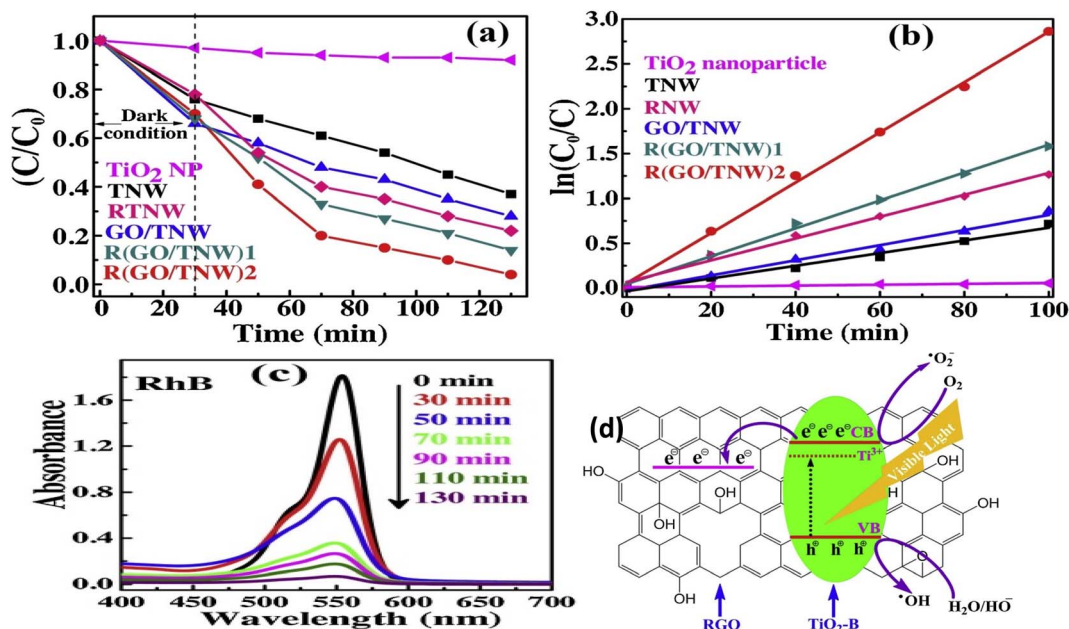 (a)
(C/C0)
1.0
0.8
0.6
0.4
0.2
0.0
Dark
condition
TiO2 NP
TNW
RTNW
GO/TNW
R(GO/TNW)1
R(GO/TNW)2
0 20 40 60 80 100 120
Time (min)
(b)
ln(C0/C)
3.0
2.5
2.0
1.5
1.0
0.5
0.0
TiO2 nanoparticle
TNW
RNW
GO/TNW
R(GO/TNW)1
R(GO/TNW)2
20 40 60 80 100
Time (min)
(c)
RhB
Absorbance
1.6
1.2
0.8
0.4
0.0
0 min
30 min
50 min
70 min
90 min
110 min
130 min
400 450 500 550 600 650 700
Wavelength (nm)
(d)
·O2-
O2
e⊖ e⊖ e⊖ CB
e⊖ e⊖ e⊖
Ti3+
Visible Light
HO
OH
OH
OH
OH
OH
VB
h⊕ h⊕ h⊕
O
OH
·OH
H2O/HO-
RGO
TiO2-B